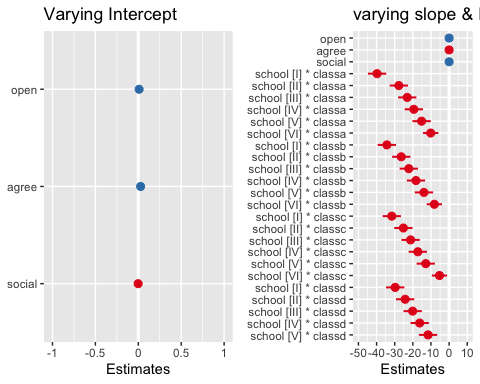 Varying Intercept
open
agree
social
-1
-0.5
0
0.5
1
Estimates
varying slope &
open
agree
social
school [I] * classa
school [II] * classa
school [III] * classa
school [IV] * classa
school [V] * classa
school [VI] * classa
school [I] * classb
school [II] * classb
school [III] * classb
school [IV] * classb
school [V] * classb
school [VI] * classb
school [I] * classc
school [II] * classc
school [III] * classc
school [IV] * classc
school [V] * classc
school [VI] * classc
school [I] * classd
school [II] * classd
school [III] * classd
school [IV] * classd
school [V] * classd
-50
-40
-30
-20
-10
0
10
Estimates